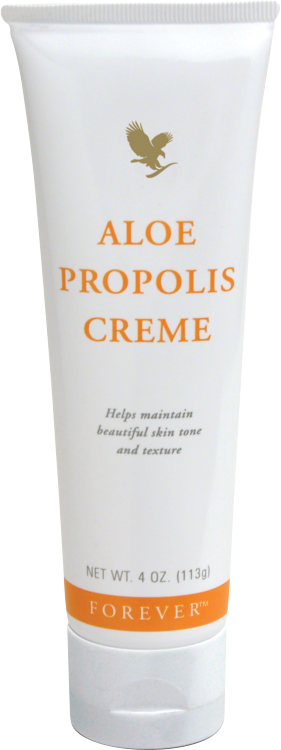 ALOE
PROPOLIS
CREME
Helps maintain
beautiful skin tone
and texture
NET WT. 4 OZ. (113g)
FOREVER™